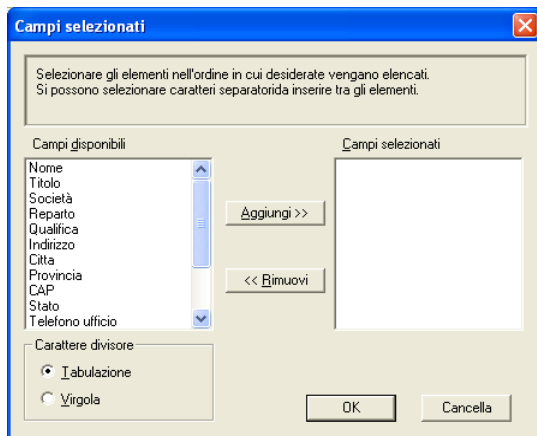 Campi selezionati
Selezionare gli elementi nell'ordine in cui desiderate vengano elencati.
Si possono selezionare caratteri separatorida inserire tra gli elementi.
Campi disponibili
Campi selezionati
Nome
Titolo
Società
Reparto
Qualifica
Indirizzo
Citta
Provincia
CAP
Stato
Telefono ufficio
Aggiungi >>
<< Rimuovi
Carattere divisore
Tabulazione
Virgola
OK
Cancella